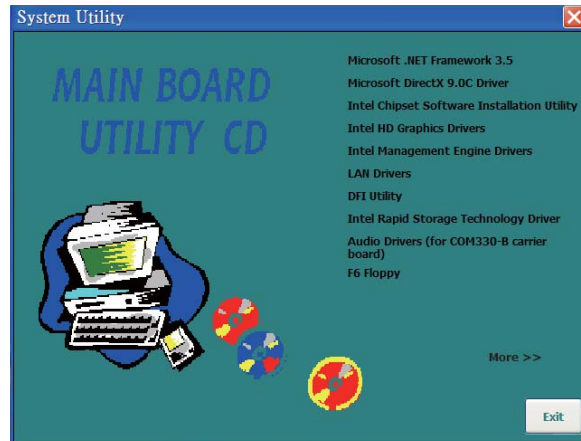 System Utility
MAIN BOARD
UTILITY CD
Microsoft .NET Framework 3.5
Microsoft DirectX 9.0C Driver
Intel Chipset Software Installation Utility
Intel HD Graphics Drivers
Intel Management Engine Drivers
LAN Drivers
DFI Utility
Intel Rapid Storage Technology Driver
Audio Drivers (for COM330-B carrier
board)
F6 Floppy
More >>
Exit